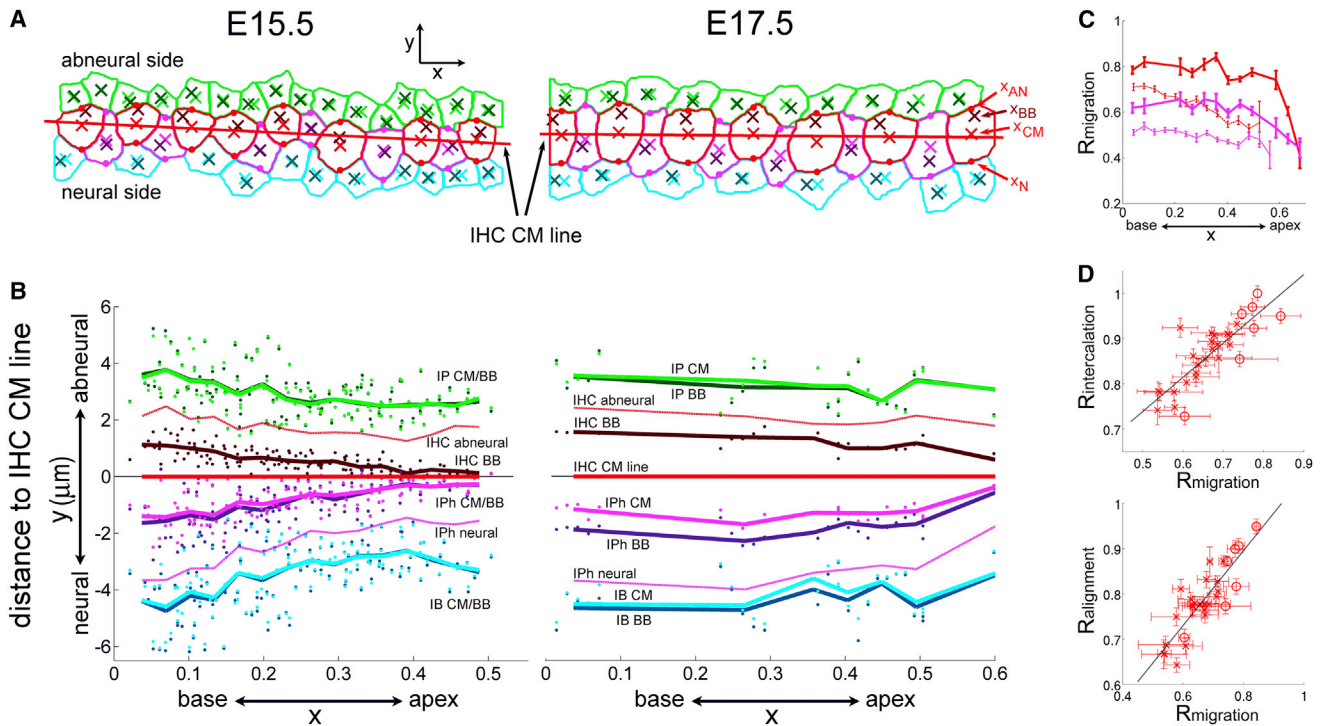 A
E15.5
y
x
E17.5
abneural side
neural side
IHC CM line
xAN
xBB
xCM
xN
B
distance to IHC CM line
neural y(μm) abneural
6
4
2
0
-2
-4
-6
IP CM/BB
IHC abneural
IHC BB
IPh CM/BB
IPh neural
IB CM/BB
0 0.1 0.2 0.3 0.4 0.5
base apex
x
IP CM
IP BB
IHC abneural
IHC BB
IHC CM line
IPh CM
IPh BB
IPh neural
IB CM
IB BB
0 0.1 0.2 0.3 0.4 0.5 0.6
base apex
x
C
Rmigration
1
0.8
0.6
0.4
0.2
0 0.2 0.4 0.6
base apex
x
D
Rintercalation
1
0.9
0.8
0.7
0.5 0.6 0.7 0.8 0.9
Rmigration
Ralignment
1
0.9
0.8
0.7
0.6
0.4 0.6 0.8 1
Rmigration